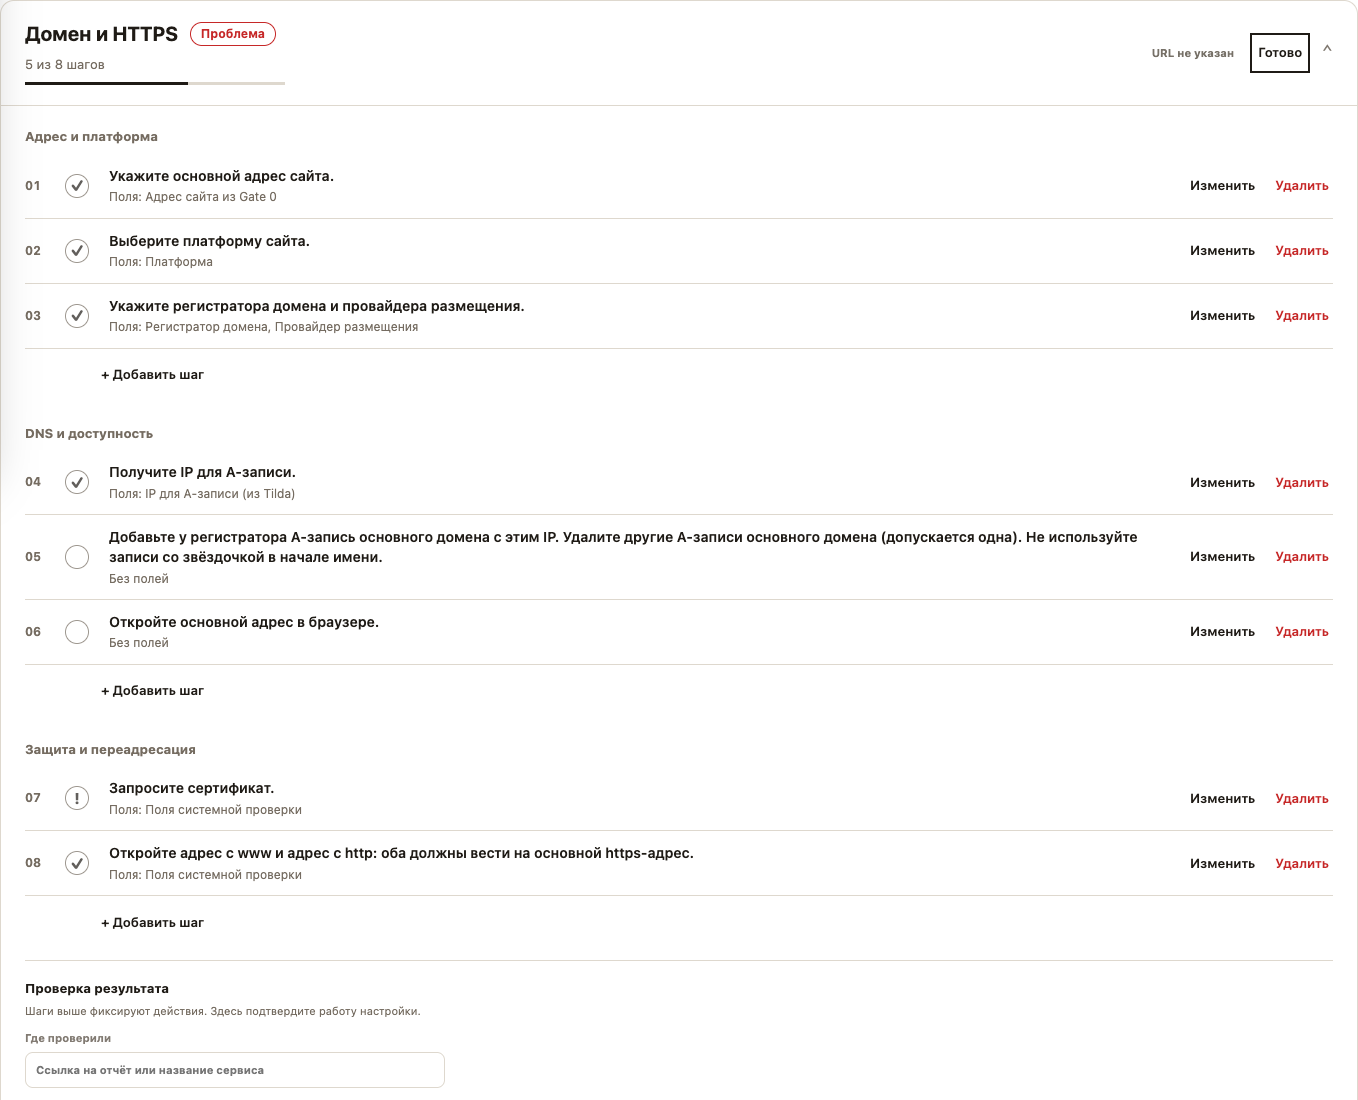 Домен и HTTPS
Проблема
5 из 8 шагов
URL не указан
Готово
Адрес и платформа
01
Укажите основной адрес сайта.
Поля: Адрес сайта из Gate 0
Изменить
Удалить
02
Выберите платформу сайта.
Поля: Платформа
Изменить
Удалить
03
Укажите регистратора домена и провайдера размещения.
Поля: Регистратор домена, Провайдер размещения
Изменить
Удалить
+ Добавить шаг
DNS и доступность
04
Получите IP для А-записи.
Поля: IP для А-записи (из Tilda)
Изменить
Удалить
05
Добавьте у регистратора А-запись основного домена с этим IP. Удалите другие А-записи основного домена (допускается одна). Не используйте
записи со звёздочкой в начале имени.
Без полей
Изменить
Удалить
06
Откройте основной адрес в браузере.
Без полей
Изменить
Удалить
+ Добавить шаг
Защита и переадресация
07
!
Запросите сертификат.
Поля: Поля системной проверки
Изменить
Удалить
08
Откройте адрес с www и адрес с http: оба должны вести на основной https-адрес.
Поля: Поля системной проверки
Изменить
Удалить
+ Добавить шаг
Проверка результата
Шаги выше фиксируют действия. Здесь подтвердите работу настройки.
Где проверили
Ссылка на отчёт или название сервиса